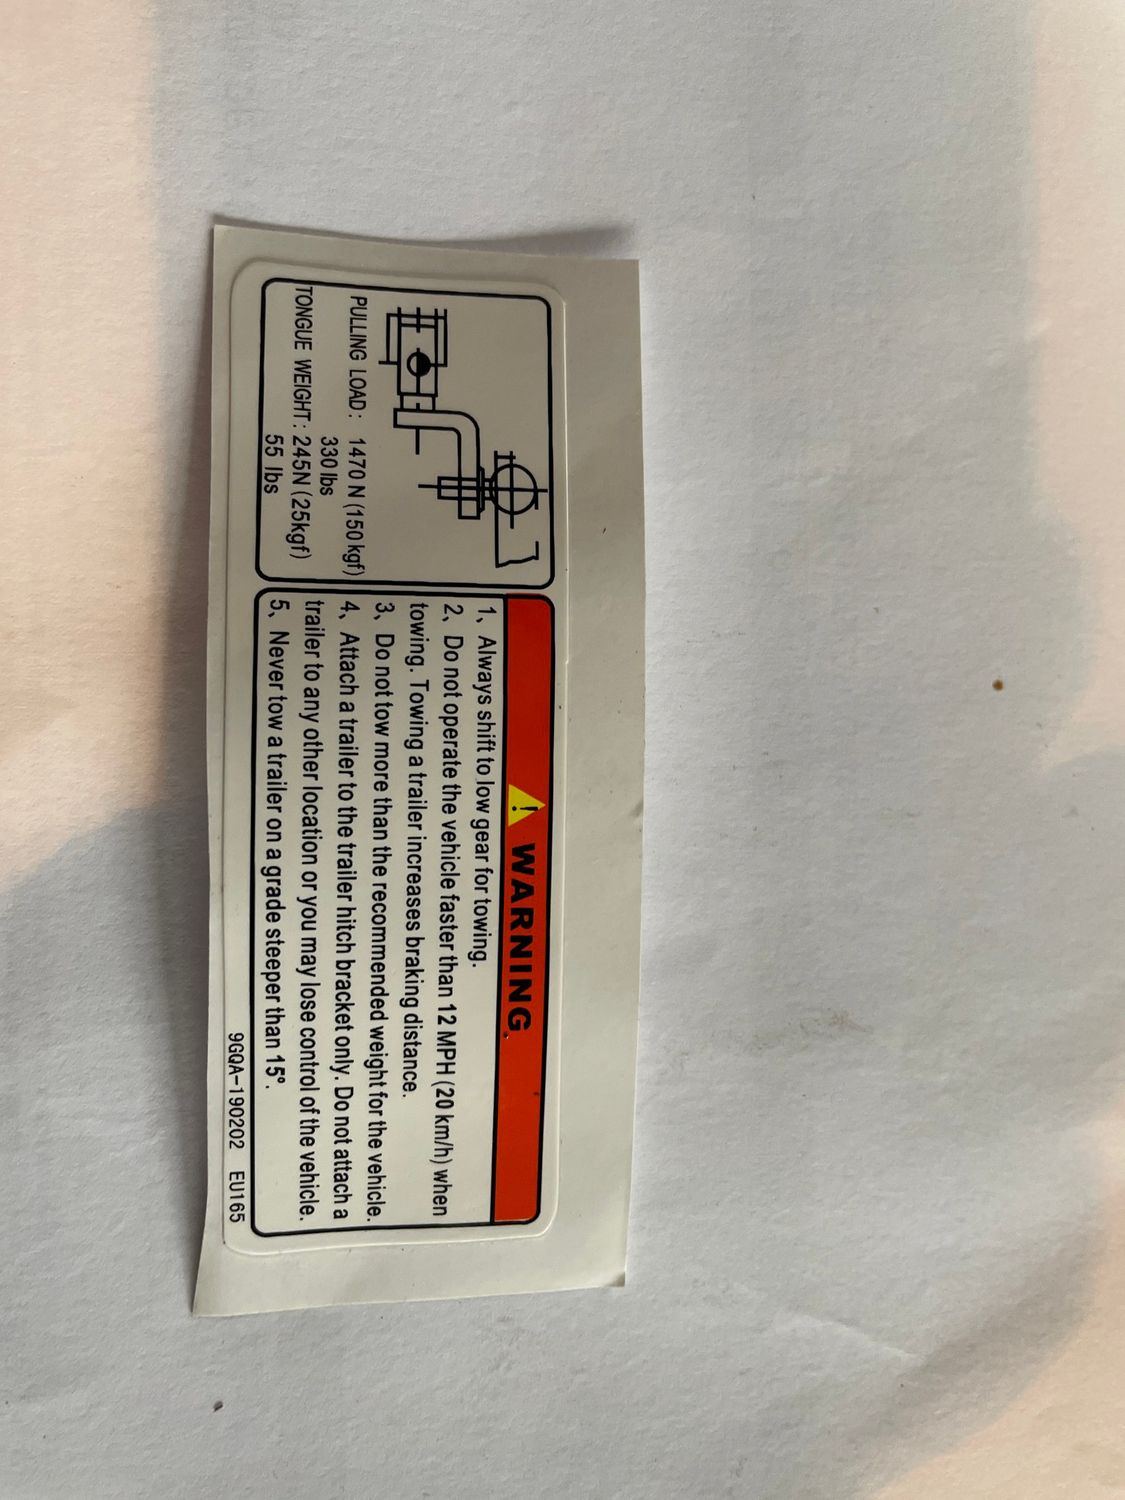 PULLING LOAD: 1470 N (150 kgf)
330 lbs
TONGUE WEIGHT: 245N (25kgf)
55 lbs
WARNING
1、Always shift to low gear for towing.
2、Do not operate the vehicle faster than 12 MPH (20 km/h) when
towing. Towing a trailer increases braking distance.
3、Do not tow more than the recommended weight for the vehicle.
4、Attach a trailer to the trailer hitch bracket only. Do not attach a
trailer to any other location or you may lose control of the vehicle.
5、Never tow a trailer on a grade steeper than 15°.
9GQA-190202 EU165